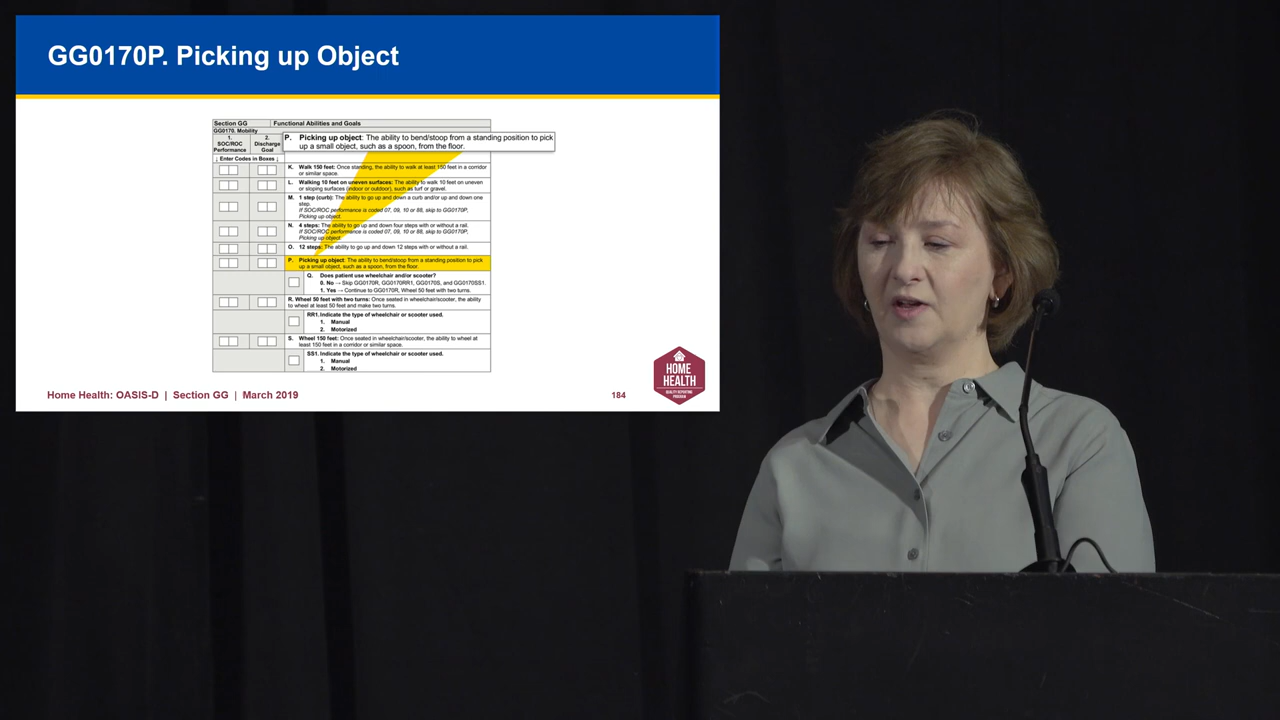 GG0170P. Picking up Object
Section GG Functional Abilities and Goals
GG0170. Mobility
1.
SOC/ROC
Performance
2.
Discharge
Goal
P. Picking up object: The ability to bend/stoop from a standing position to pick
up a small object, such as a spoon, from the floor.
↓ Enter Codes in Boxes ↓
K. Walk 150 feet: Once standing, the ability to walk at least 150 feet in a corridor
or similar space.
L. Walking 10 feet on uneven surfaces: The ability to walk 10 feet on uneven
or sloping surfaces (indoor or outdoor), such as turf or gravel.
M. 1 step (curb): The ability to go up and down a curb and/or up and down one
step.
If SOC/ROC performance is coded 07, 09, 10 or 88, skip to GG0170P,
Picking up object.
N. 4 steps: The ability to go up and down four steps with or without a rail.
If SOC/ROC performance is coded 07, 09, 10 or 88, skip to GG0170P,
Picking up object.
O. 12 steps: The ability to go up and down 12 steps with or without a rail.
P. Picking up object: The ability to bend/stoop from a standing position to pick
up a small object, such as a spoon, from the floor.
Q. Does patient use wheelchair and/or scooter?
0. No → Skip GG0170R, GG0170RR1, GG0170S, and GG0170SS1.
1. Yes → Continue to GG0170R, Wheel 50 feet with two turns.
R. Wheel 50 feet with two turns: Once seated in wheelchair/scooter, the ability
to wheel at least 50 feet and make two turns.
RR1. Indicate the type of wheelchair or scooter used.
1. Manual
2. Motorized
S. Wheel 150 feet: Once seated in wheelchair/scooter, the ability to wheel at
least 150 feet in a corridor or similar space.
SS1. Indicate the type of wheelchair or scooter used.
1. Manual
2. Motorized
Home Health: OASIS-D | Section GG | March 2019
184
HOME
HEALTH
QUALITY REPORTING
PROGRAM